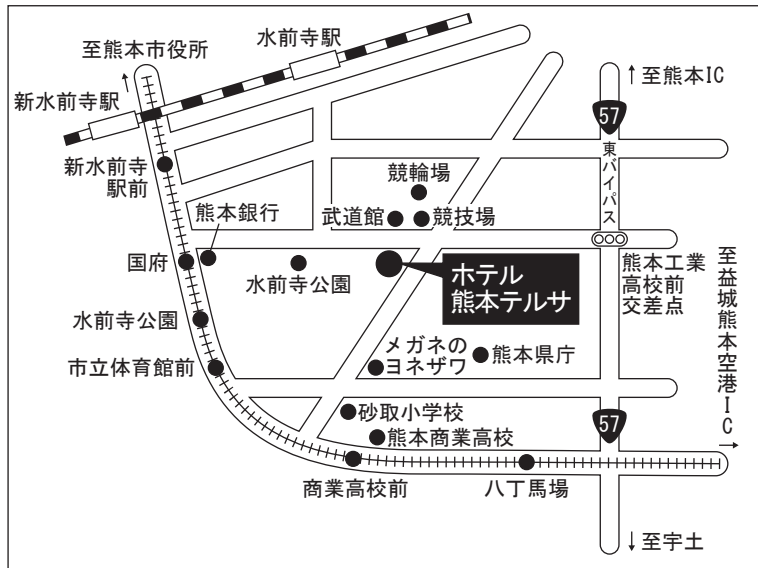 水前寺駅
至熊本市役所
↑至熊本IC
新水前寺駅
57
新水前寺
駅前
東バイパス
競輪場
武道館
競技場
熊本銀行
国府
水前寺公園
ホテル
熊本テルサ
熊本工業
高校前
交差点
至益城熊本空港IC
水前寺公園
市立体育館前
メガネの
ヨネザワ
熊本県庁
砂取小学校
熊本商業高校
57
商業高校前
八丁馬場
↓至宇土